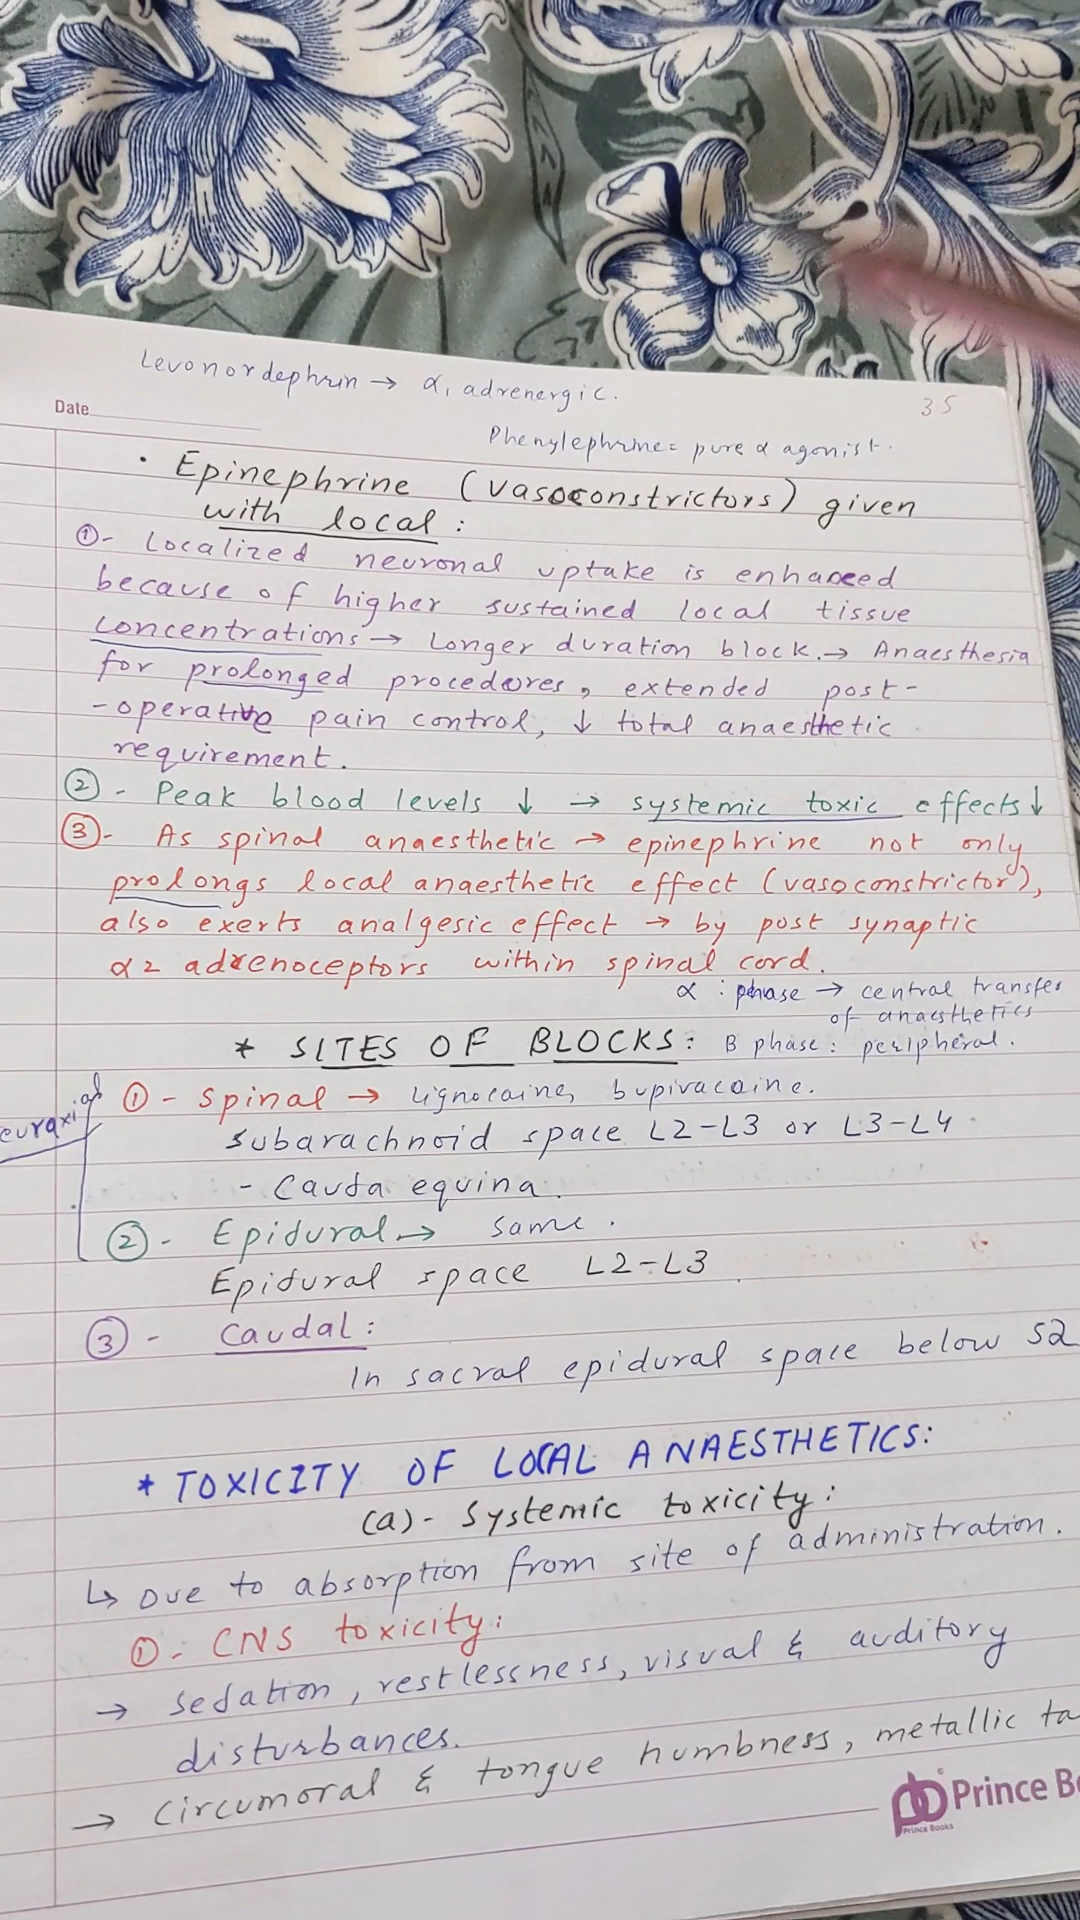 Levonordephrin → α1 adrenergic.
35
Date
Phenylephrine = pure α agonist.
• Epinephrine (vasoconstrictors) given
with local :
①- Localized neuronal uptake is enhanced
because of higher sustained local tissue
concentrations → Longer duration block. → Anaesthesia
for prolonged procedures, extended post-
-operative pain control, ↓ total anaesthetic
requirement.
②- Peak blood levels ↓ → systemic toxic effects ↓
③- As spinal anaesthetic → epinephrine not only
prolongs local anaesthetic effect (vasoconstrictor),
also exerts analgesic effect → by post synaptic
α2 adrenoceptors within spinal cord.
α : phase → central transfer
of anaesthetics
* SITES OF BLOCKS: B phase : peripheral.
①- Spinal → Lignocaine, bupivacaine.
euraxial
Subarachnoid space L2-L3 or L3-L4
- Cauda equina.
②- Epidural → same.
Epidural space L2-L3
③- Caudal:
In sacral epidural space below S2
* TOXICITY OF LOCAL ANAESTHETICS:
(a)- Systemic toxicity:
↳ Due to absorption from site of administration.
①- CNS toxicity:
→ Sedation, restlessness, visual & auditory
disturbances.
→ Circumoral & tongue numbness, metallic ta
Prince B
Prince Books